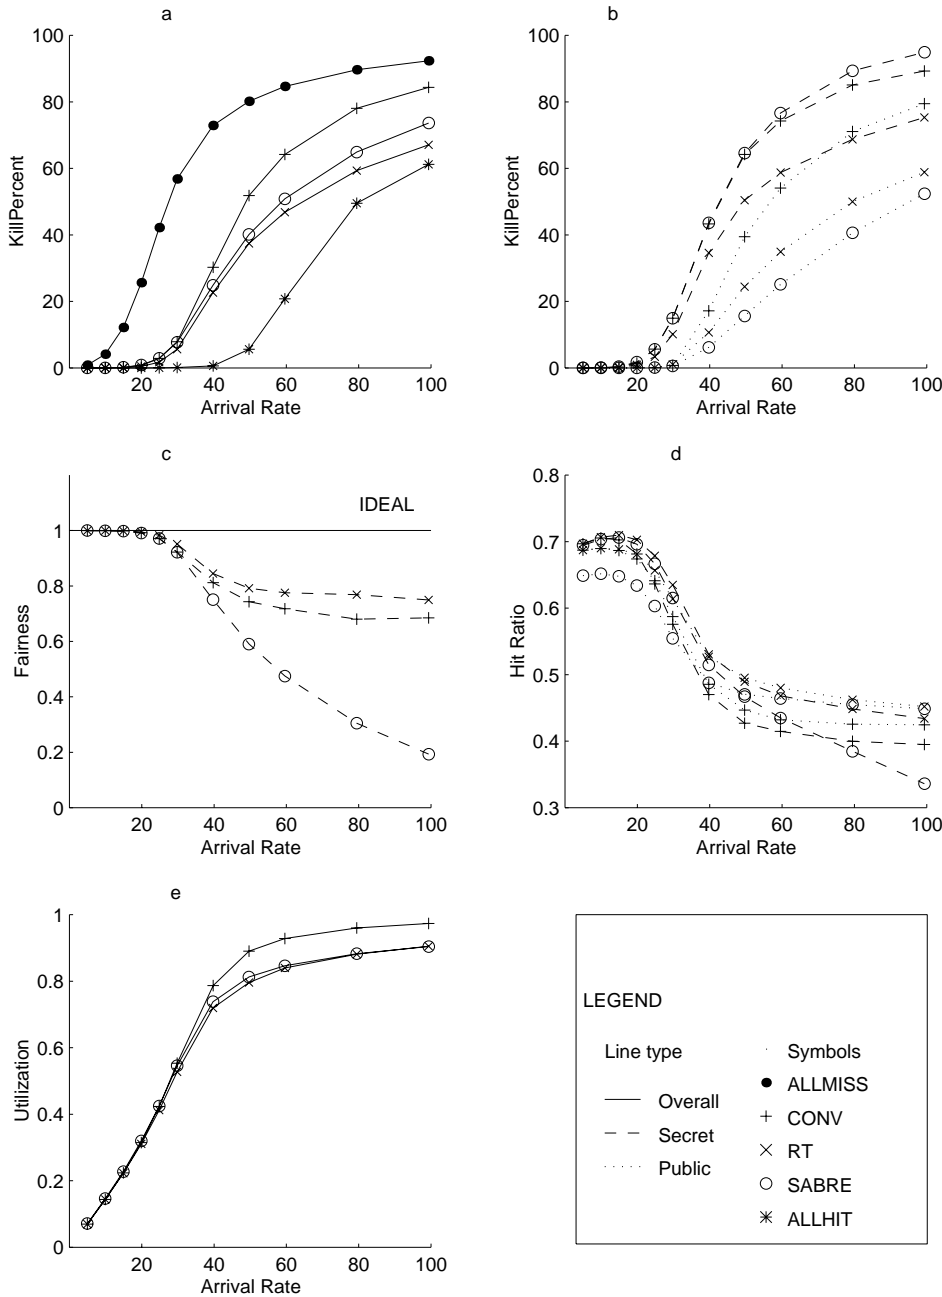 a
100
80
60
40
20
0
KillPercent
20 40 60 80 100
Arrival Rate
b
100
80
60
40
20
0
KillPercent
20 40 60 80 100
Arrival Rate
c
1
0.8
0.6
0.4
0.2
0
Fairness
IDEAL
20 40 60 80 100
Arrival Rate
d
0.8
0.7
0.6
0.5
0.4
0.3
Hit Ratio
20 40 60 80 100
Arrival Rate
e
1
0.8
0.6
0.4
0.2
0
Utilization
20 40 60 80 100
Arrival Rate
LEGEND
Line type
Overall
Secret
Public
Symbols
ALLMISS
CONV
RT
SABRE
ALLHIT